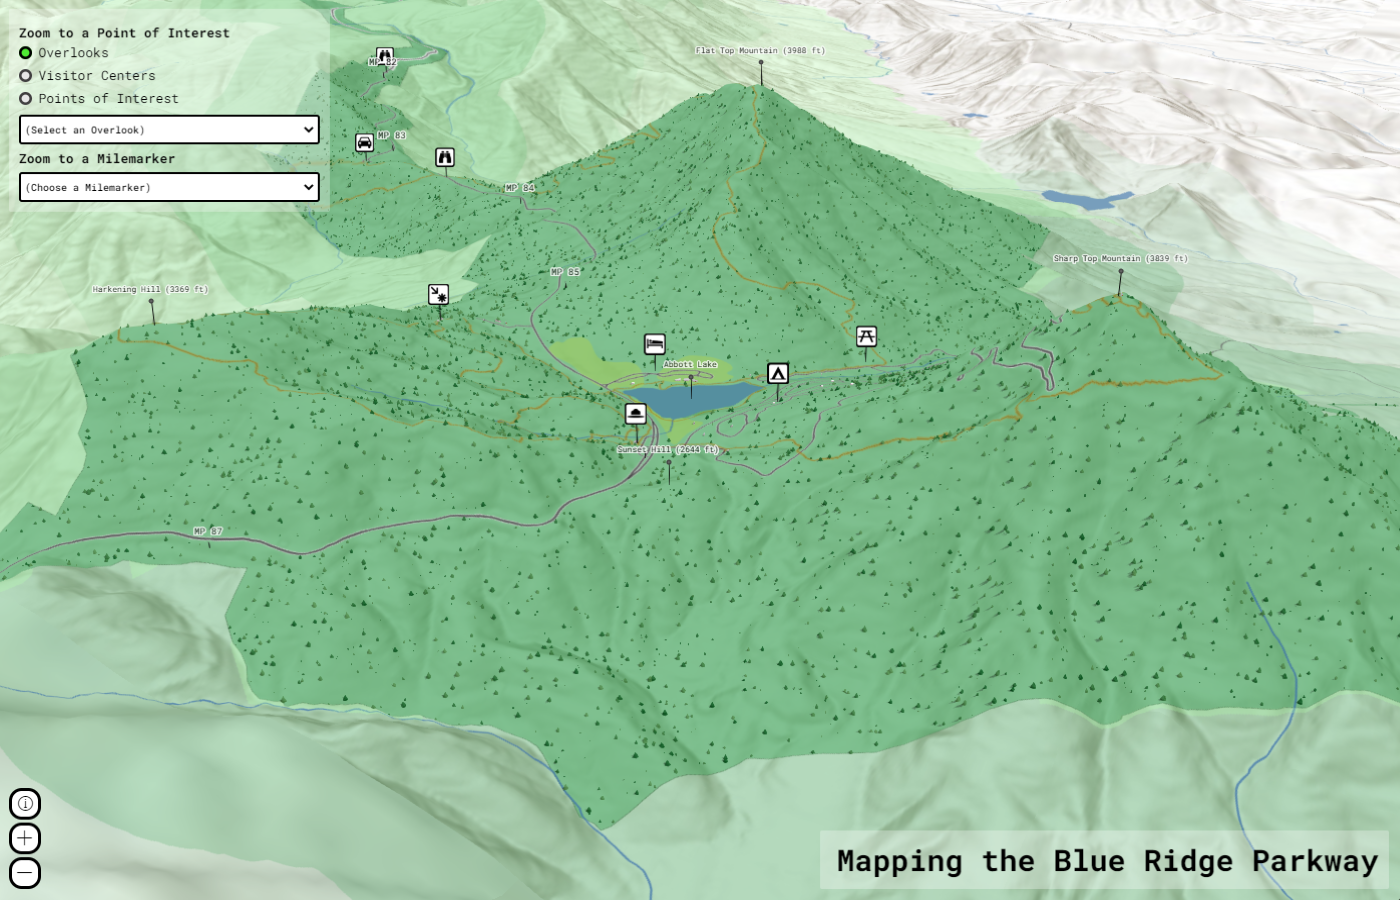 Zoom to a Point of Interest
Overlooks
Visitor Centers
Points of Interest
(Select an Overlook)
Zoom to a Milemarker
(Choose a Milemarker)
MP 82
MP 83
MP 84
MP 85
MP 87
Flat Top Mountain (3988 ft)
Sharp Top Mountain (3839 ft)
Harkening Hill (3369 ft)
Abbott Lake
Sunset Hill (2644 ft)
Mapping the Blue Ridge Parkway